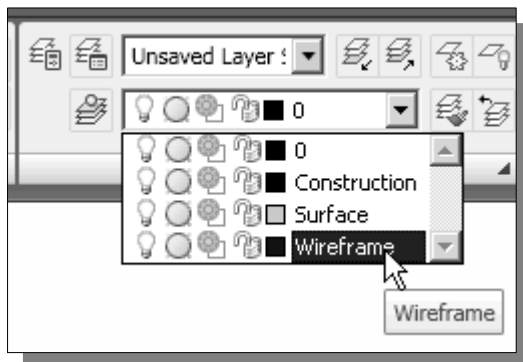 Unsaved Layer S
0
0
Construction
Surface
Wireframe
Wireframe